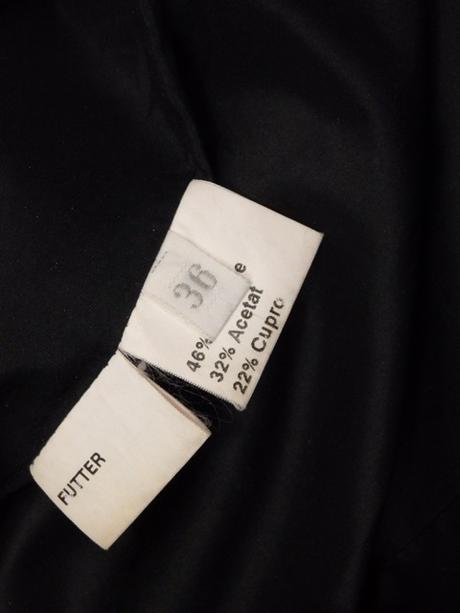 36
46% e
32% Acetat
22% Cupro
FUTTER